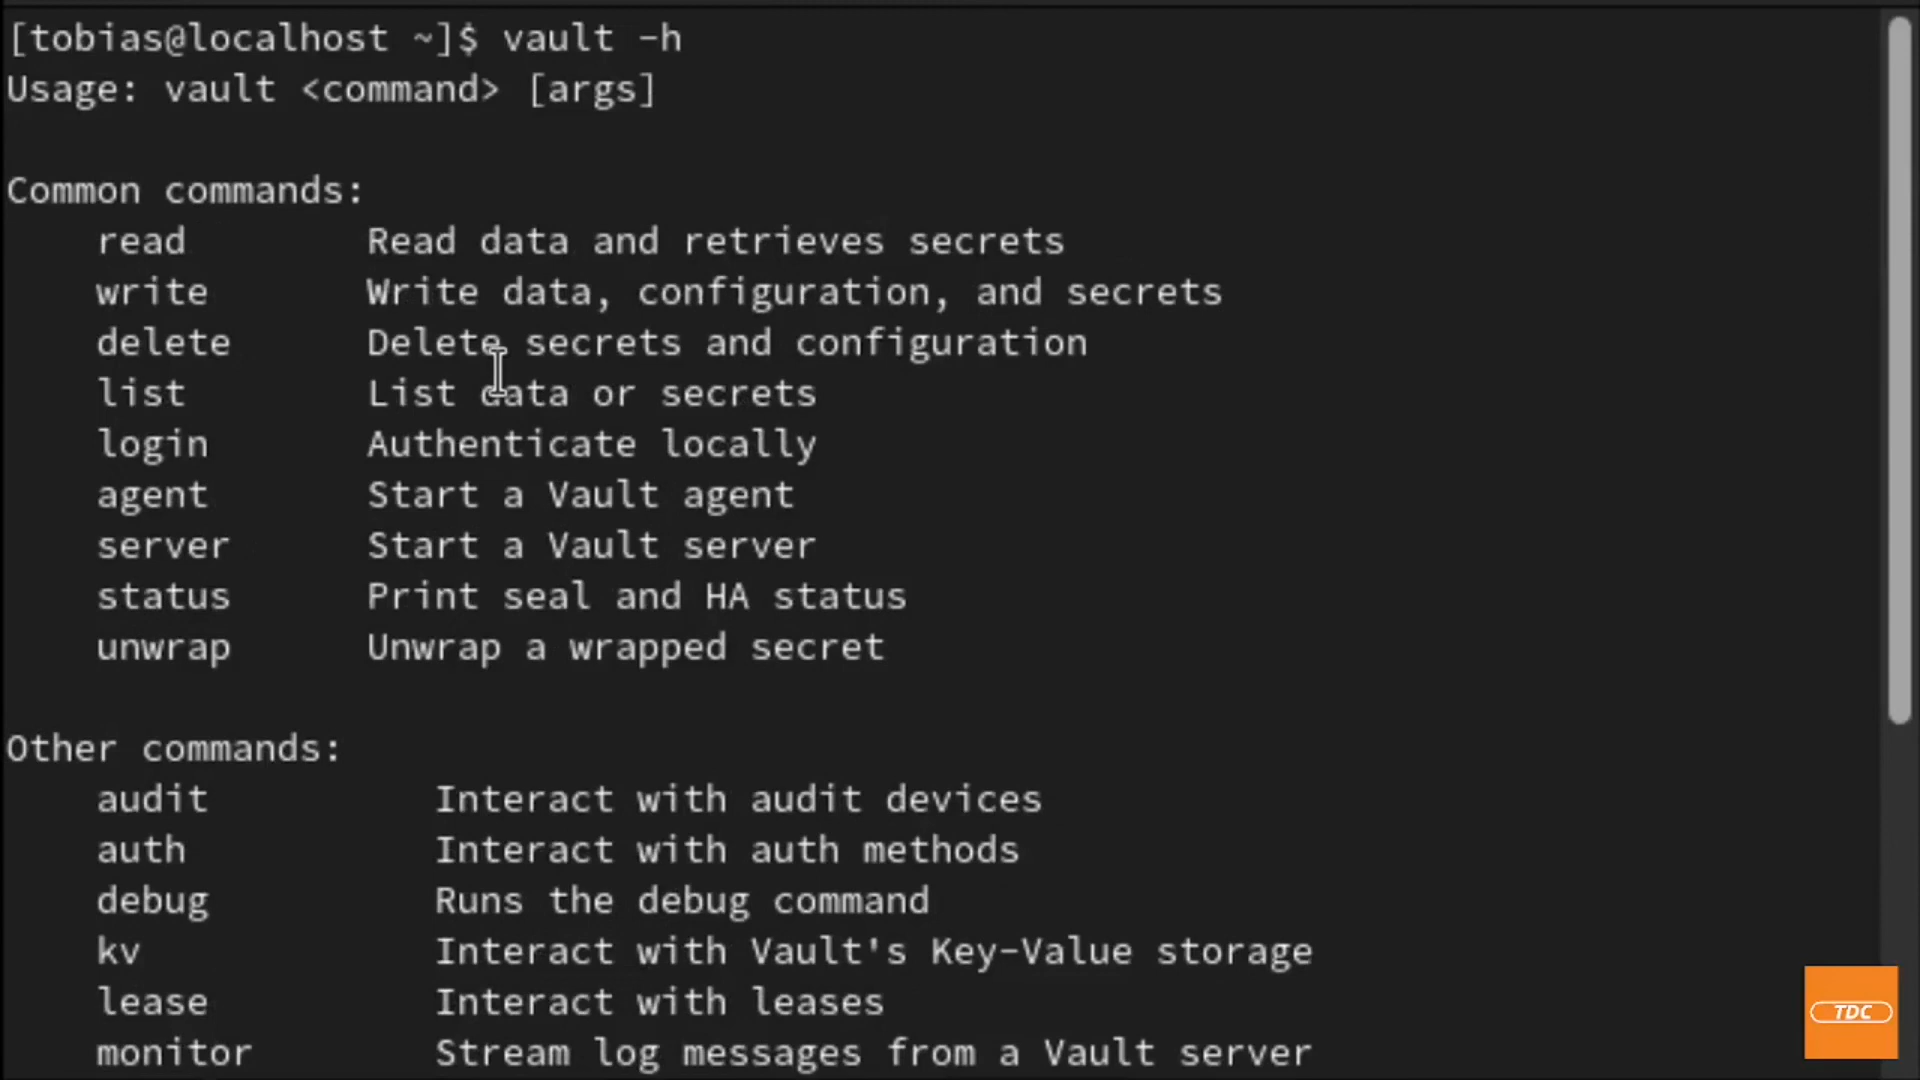 [tobias@localhost ~]$ vault -h
Usage: vault <command> [args]
Common commands:
read Read data and retrieves secrets
write Write data, configuration, and secrets
delete Delete secrets and configuration
list List data or secrets
login Authenticate locally
agent Start a Vault agent
server Start a Vault server
status Print seal and HA status
unwrap Unwrap a wrapped secret
Other commands:
audit Interact with audit devices
auth Interact with auth methods
debug Runs the debug command
kv Interact with Vault's Key-Value storage
lease Interact with leases
monitor Stream log messages from a Vault server
TDC